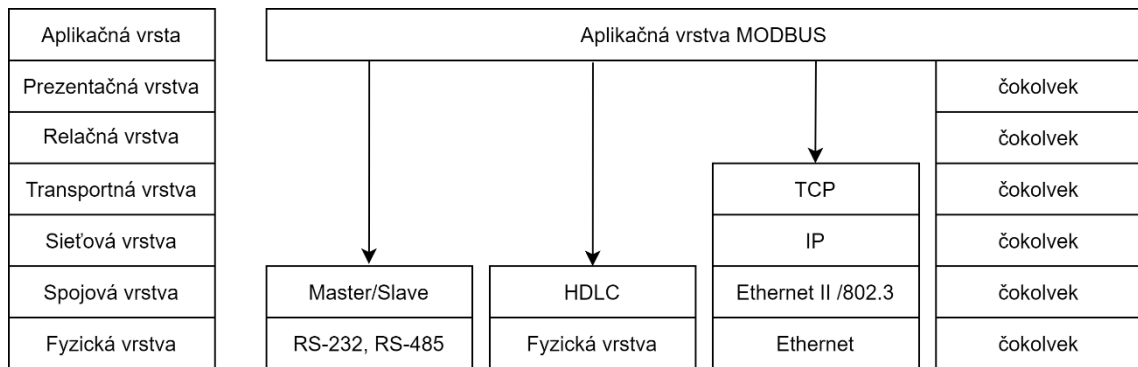 Aplikačná vrsta
Aplikačná vrstva MODBUS
Prezentačná vrstva
čokolvek
Relačná vrstva
čokolvek
Transportná vrstva
TCP
čokolvek
Sieťová vrstva
IP
čokolvek
Spojová vrstva
Master/Slave
HDLC
Ethernet II /802.3
čokolvek
Fyzická vrstva
RS-232, RS-485
Fyzická vrstva
Ethernet
čokolvek